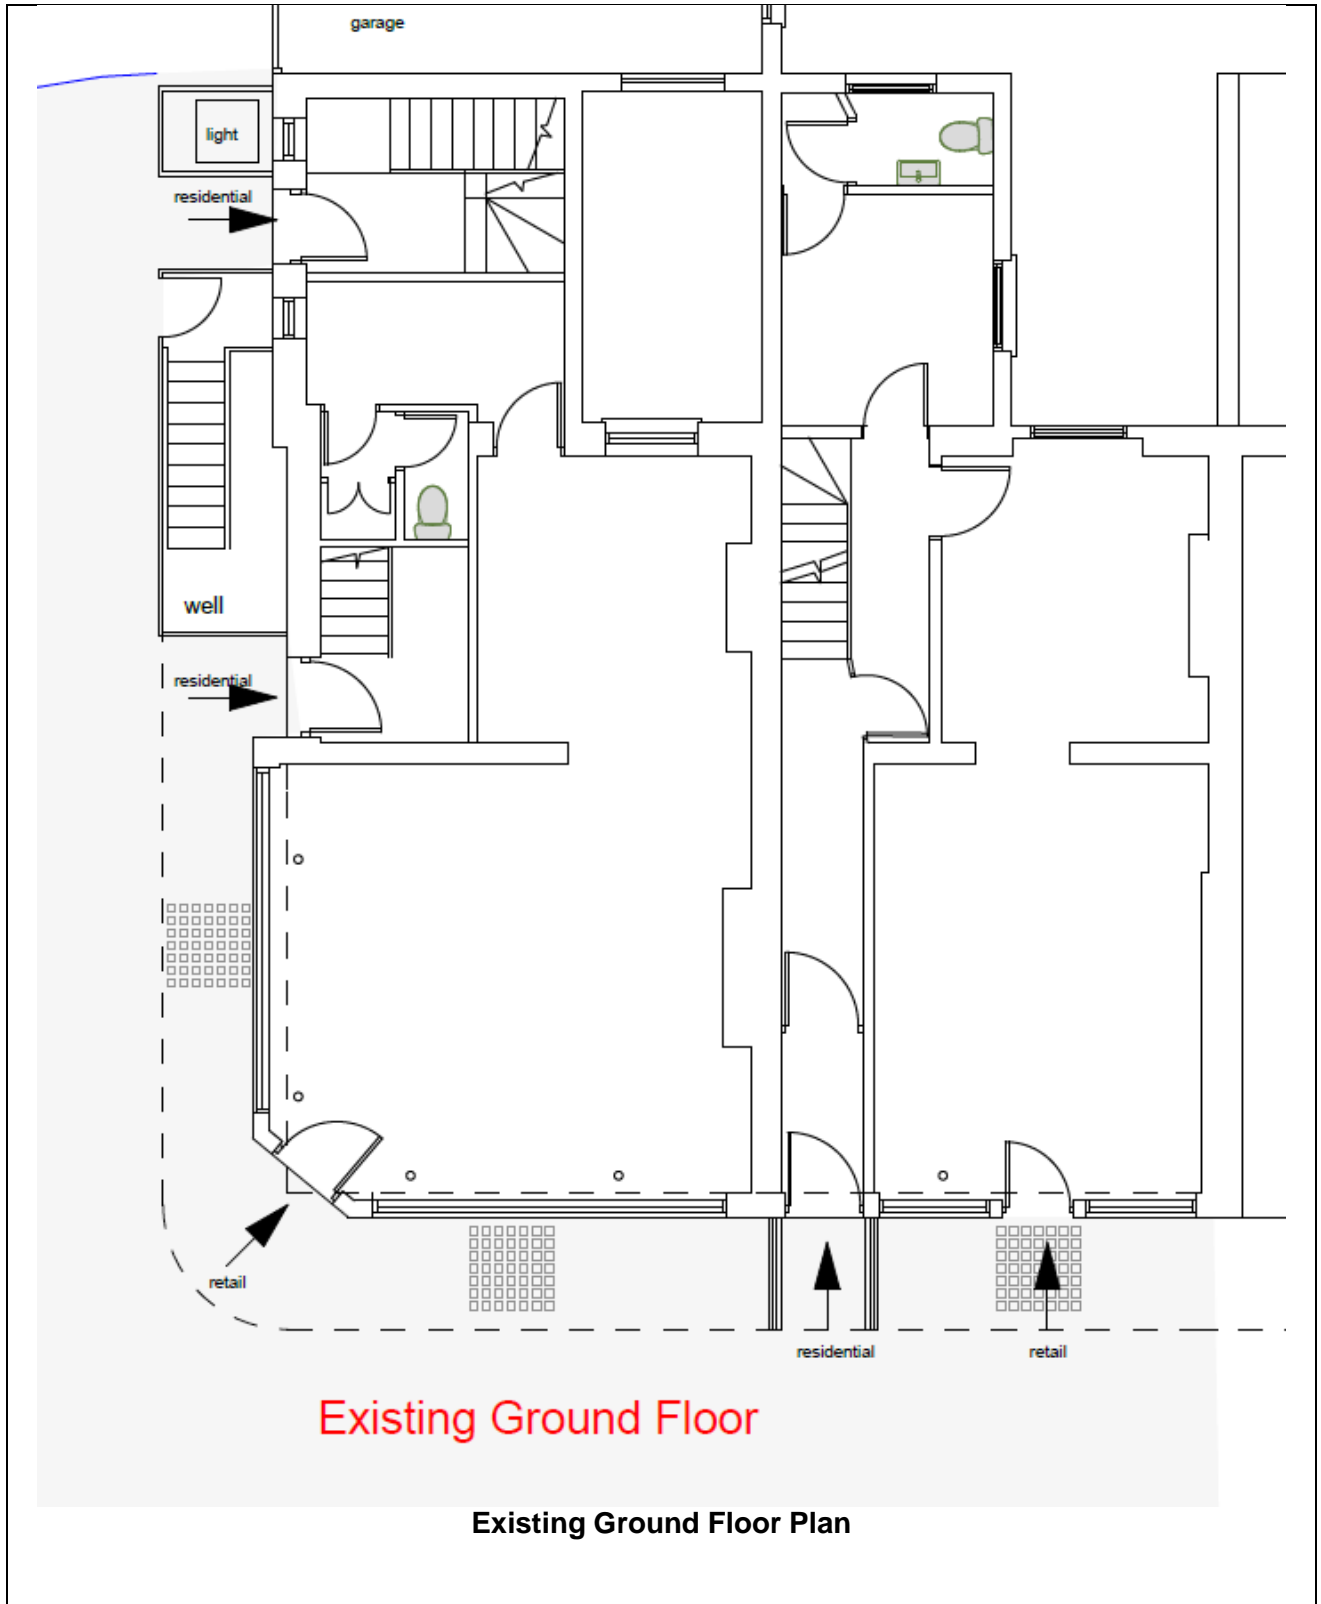 garage
light
residential
well
residential
retail
residential
retail
Existing Ground Floor
Existing Ground Floor Plan